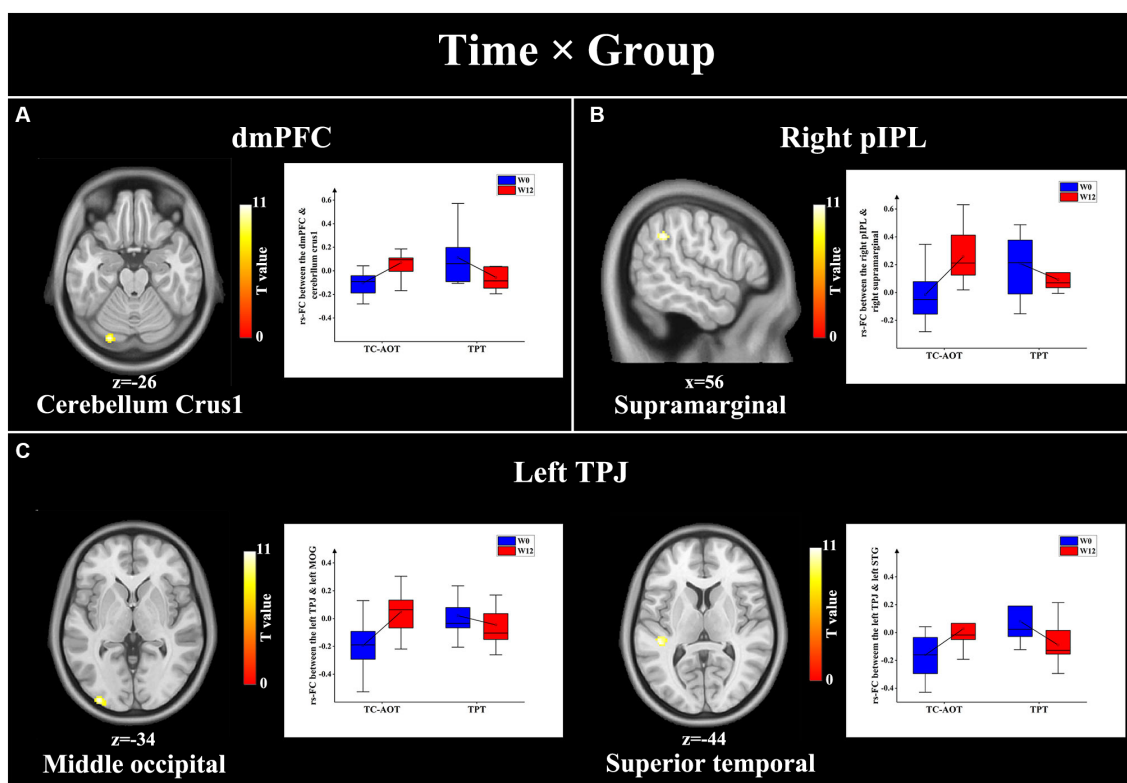 Time × Group
A
dmPFC
11
T value
0
z=-26
Cerebellum Crus1
rs-FC between the dmPFC &
cerebellum crus1
W0
W12
0.6
0.4
0.2
0.0
-0.2
-0.4
TC-AOT
TPT
B
Right pIPL
11
T value
0
x=56
Supramarginal
rs-FC between the right pIPL &
right supramarginal
W0
W12
0.6
0.4
0.2
0.0
-0.2
TC-AOT
TPT
C
Left TPJ
11
T value
0
z=-34
Middle occipital
rs-FC between the left TPJ & left MOG
W0
W12
0.4
0.2
0.0
-0.2
-0.4
TC-AOT
TPT
11
T value
0
z=-44
Superior temporal
rs-FC between the left TPJ & left STG
W0
W12
0.4
0.2
0.0
-0.2
-0.4
TC-AOT
TPT